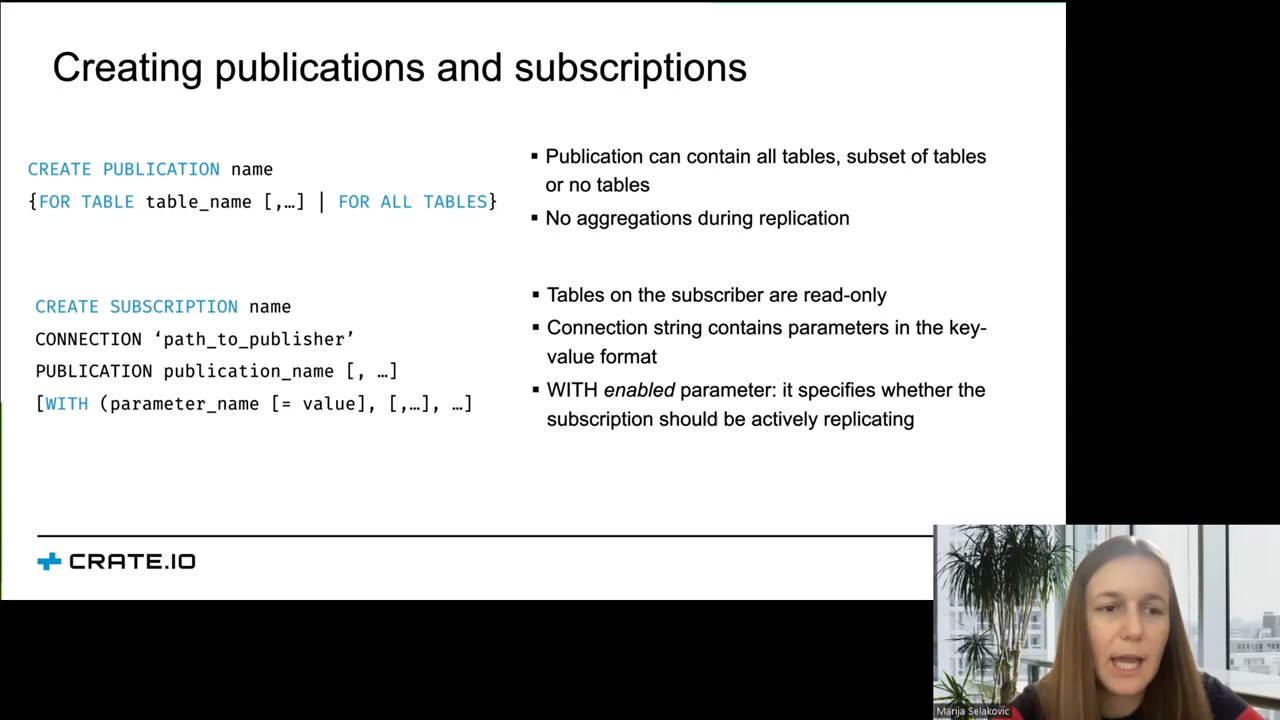 Creating publications and subscriptions
CREATE PUBLICATION name
{FOR TABLE table_name [,…] | FOR ALL TABLES}
▪ Publication can contain all tables, subset of tables
or no tables
▪ No aggregations during replication
CREATE SUBSCRIPTION name
CONNECTION ‘path_to_publisher’
PUBLICATION publication_name [, …]
[WITH (parameter_name [= value], [,…], …]
▪ Tables on the subscriber are read-only
▪ Connection string contains parameters in the key-
value format
▪ WITH enabled parameter: it specifies whether the
subscription should be actively replicating
CRATE.IO
Marija Selakovic